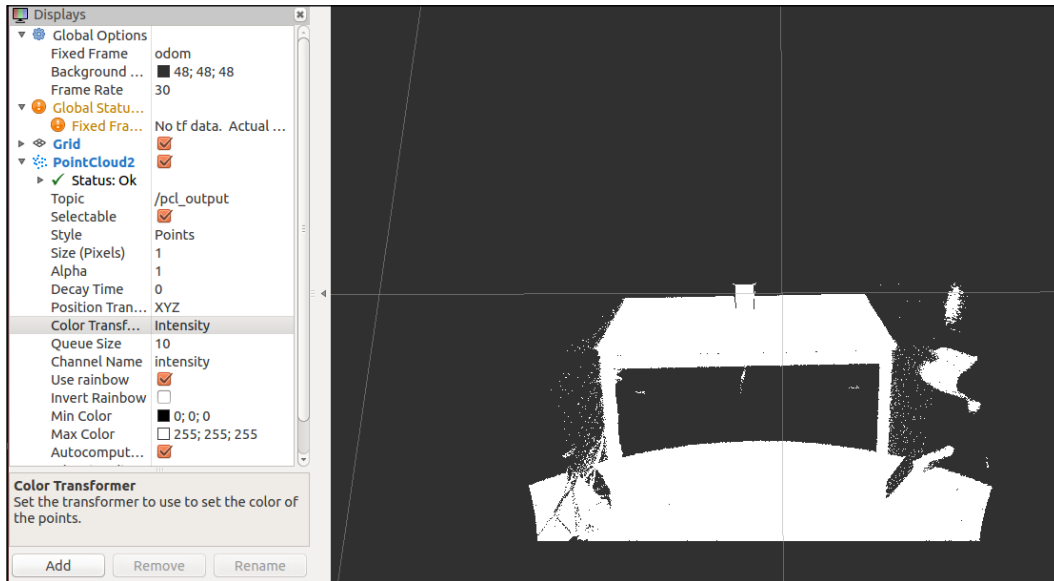 Displays
Global Options
Fixed Frame odom
Background ... 48; 48; 48
Frame Rate 30
Global Statu...
Fixed Fra... No tf data. Actual ...
Grid
PointCloud2
Status: Ok
Topic /pcl_output
Selectable
Style Points
Size (Pixels) 1
Alpha 1
Decay Time 0
Position Tran... XYZ
Color Transf... Intensity
Queue Size 10
Channel Name intensity
Use rainbow
Invert Rainbow
Min Color 0; 0; 0
Max Color 255; 255; 255
Autocomput...
Color Transformer
Set the transformer to use to set the color of
the points.
Add Remove Rename